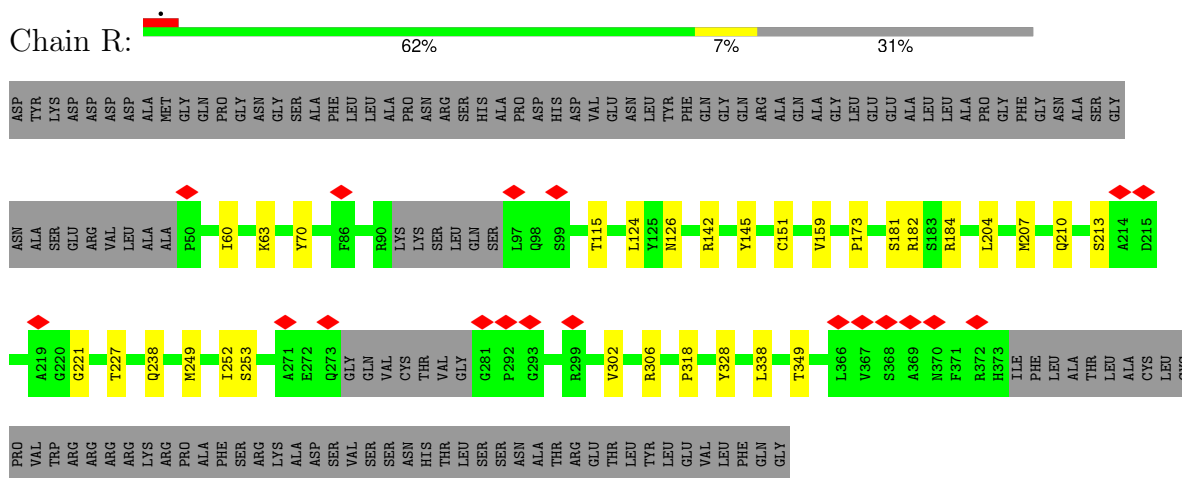 Chain R:
62% 7% 31%
ASP TYR LYS ASP ASP ASP ASP ALA MET GLY GLN PRO GLY ASN GLY SER ALA PHE LEU LEU ALA PRO ASN ARG SER HIS ALA PRO ASP HIS ASP VAL GLU ASN LEU TYR PHE GLN GLY GLN ARG ALA GLN ALA GLY LEU GLU GLU ALA LEU LEU ALA PRO GLY PHE GLY ASN ALA SER GLY
ASN ALA SER GLU ARG VAL LEU ALA ALA P50 I60 K63 Y70 F86 R90 LYS LYS SER LEU GLN SER L97 Q98 S99 T115 L124 Y125 N126 R142 Y145 C151 V159 P173 S181 R182 S183 R184 L204 M207 Q210 S213 A214 D215
A219 G220 G221 T227 Q238 M249 I252 S253 A271 E272 Q273 GLY GLN VAL CYS THR VAL GLY G281 P292 G293 R299 V302 R306 P318 Y328 L338 T349 L366 V367 S368 A369 N370 F371 R372 H373 ILE PHE LEU ALA THR LEU ALA CYS LEU
PRO VAL TRP ARG ARG ARG ARG LYS ARG PRO ALA PHE SER ARG LYS ALA ASP SER VAL SER SER ASN HIS THR LEU SER SER ASN ALA THR ARG GLU THR LEU TYR LEU GLU VAL LEU PHE GLN GLY